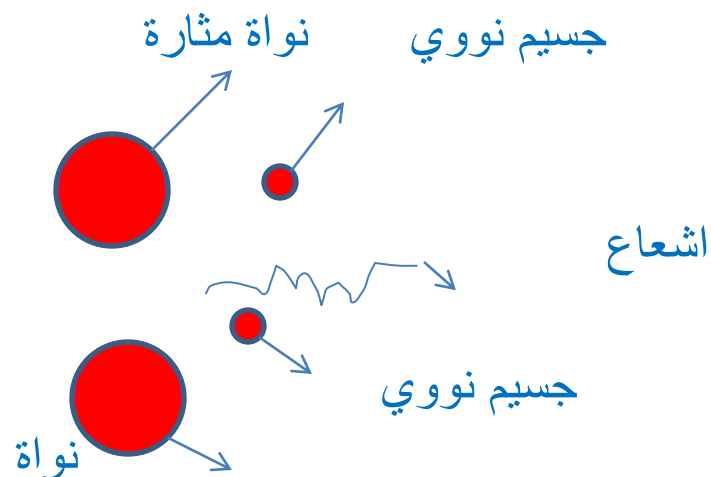 جسيم نووي
نواة مثارة
اشعاع
جسيم نووي
نواة